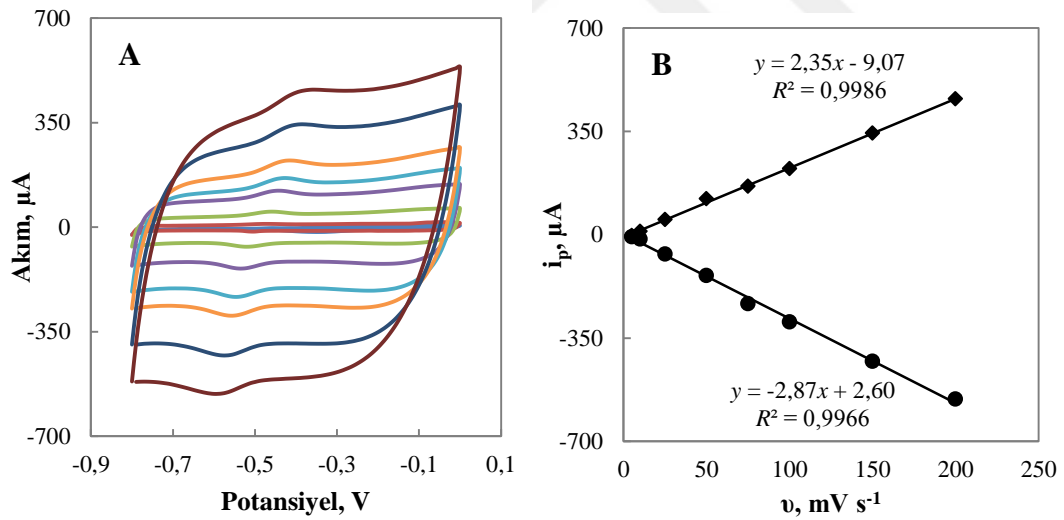 A
700
350
0
-350
-700
Akım, µA
-0,9
-0,7
-0,5
-0,3
-0,1
0,1
Potansiyel, V
B
y = 2,35x - 9,07
R² = 0,9986
700
350
0
-350
-700
iₚ, µA
y = -2,87x + 2,60
R² = 0,9966
0
50
100
150
200
250
υ, mV s⁻¹